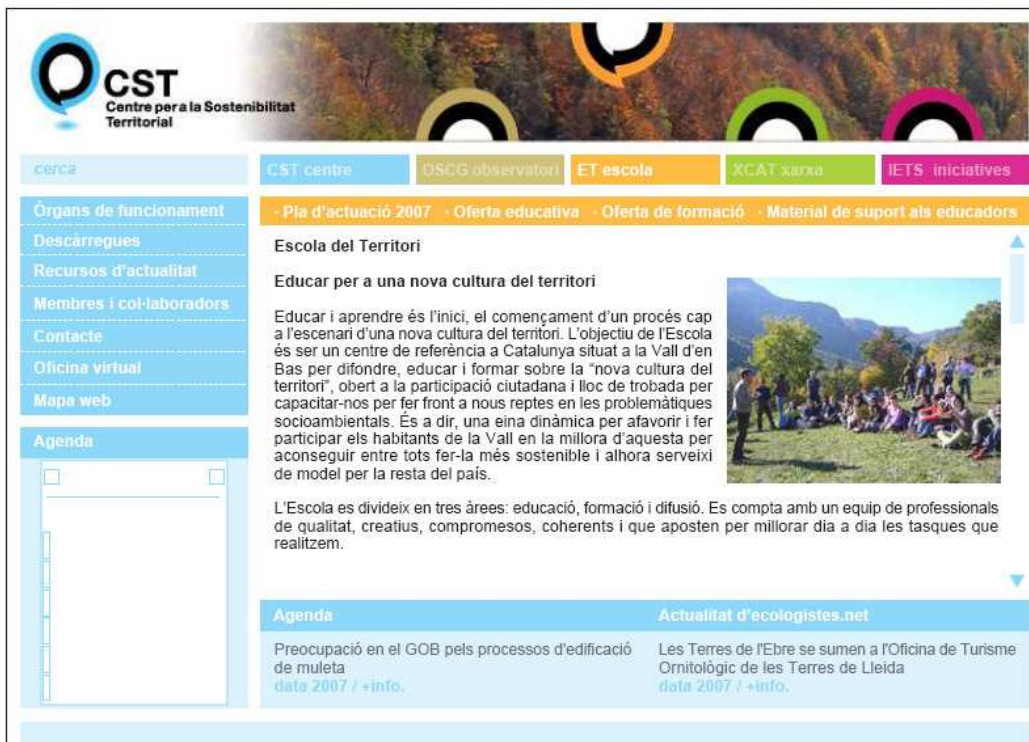 CST
Centre per a la Sostenibilitat
Territorial
cerca
CST centre
OSCG observatori
ET escola
XCAT xarxa
IETS iniciatives
Òrgans de funcionament
Descàrregues
Recursos d'actualitat
Membres i col·laboradors
Contacte
Oficina virtual
Mapa web
Agenda
· Pla d'actuació 2007 · Oferta educativa · Oferta de formació · Material de suport als educadors
Escola del Territori
Educar per a una nova cultura del territori
Educar i aprendre és l'inici, el començament d'un procés cap
a l'escenari d'una nova cultura del territori. L'objectiu de l'Escola
és ser un centre de referència a Catalunya situat a la Vall d'en
Bas per difondre, educar i formar sobre la "nova cultura del
territori", obert a la participació ciutadana i lloc de trobada per
capacitar-nos per fer front a nous reptes en les problemàtiques
socioambientals. És a dir, una eina dinàmica per afavorir i fer
participar els habitants de la Vall en la millora d'aquesta per
aconseguir entre tots fer-la més sostenible i alhora serveixi
de model per la resta del país.
L'Escola es divideix en tres àrees: educació, formació i difusió. Es compta amb un equip de professionals
de qualitat, creatius, compromesos, coherents i que aposten per millorar dia a dia les tasques que
realitzem.
Agenda
Preocupació en el GOB pels processos d'edificació
de muleta
data 2007 / +info.
Actualitat d'ecologistes.net
Les Terres de l'Ebre se sumen a l'Oficina de Turisme
Ornitològic de les Terres de Lleida
data 2007 / +info.